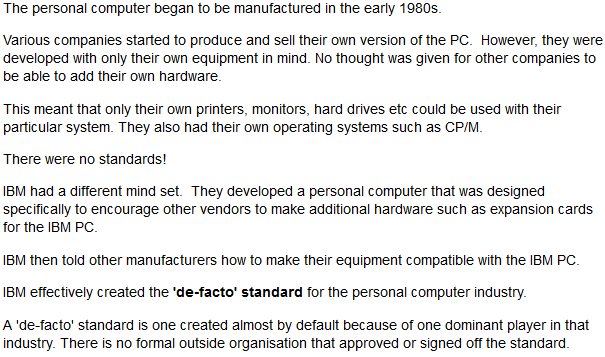 The personal computer began to be manufactured in the early 1980s.
Various companies started to produce and sell their own version of the PC.  However, they were
developed with only their own equipment in mind. No thought was given for other companies to
be able to add their own hardware.
This meant that only their own printers, monitors, hard drives etc could be used with their
particular system. They also had their own operating systems such as CP/M.
There were no standards!
IBM had a different mind set.  They developed a personal computer that was designed
specifically to encourage other vendors to make additional hardware such as expansion cards
for the IBM PC.
IBM then told other manufacturers how to make their equipment compatible with the IBM PC.
IBM effectively created the 'de-facto' standard for the personal computer industry.
A 'de-facto' standard is one created almost by default because of one dominant player in that
industry. There is no formal outside organisation that approved or signed off the standard.